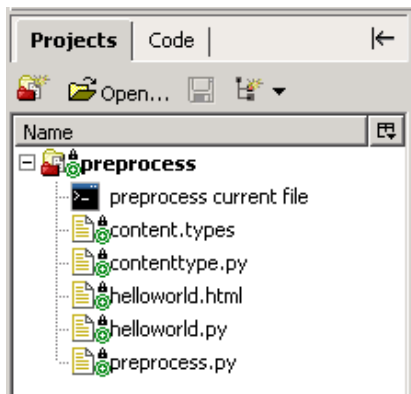 Projects Code
Open...
Name
preprocess
preprocess current file
content.types
contenttype.py
helloworld.html
helloworld.py
preprocess.py